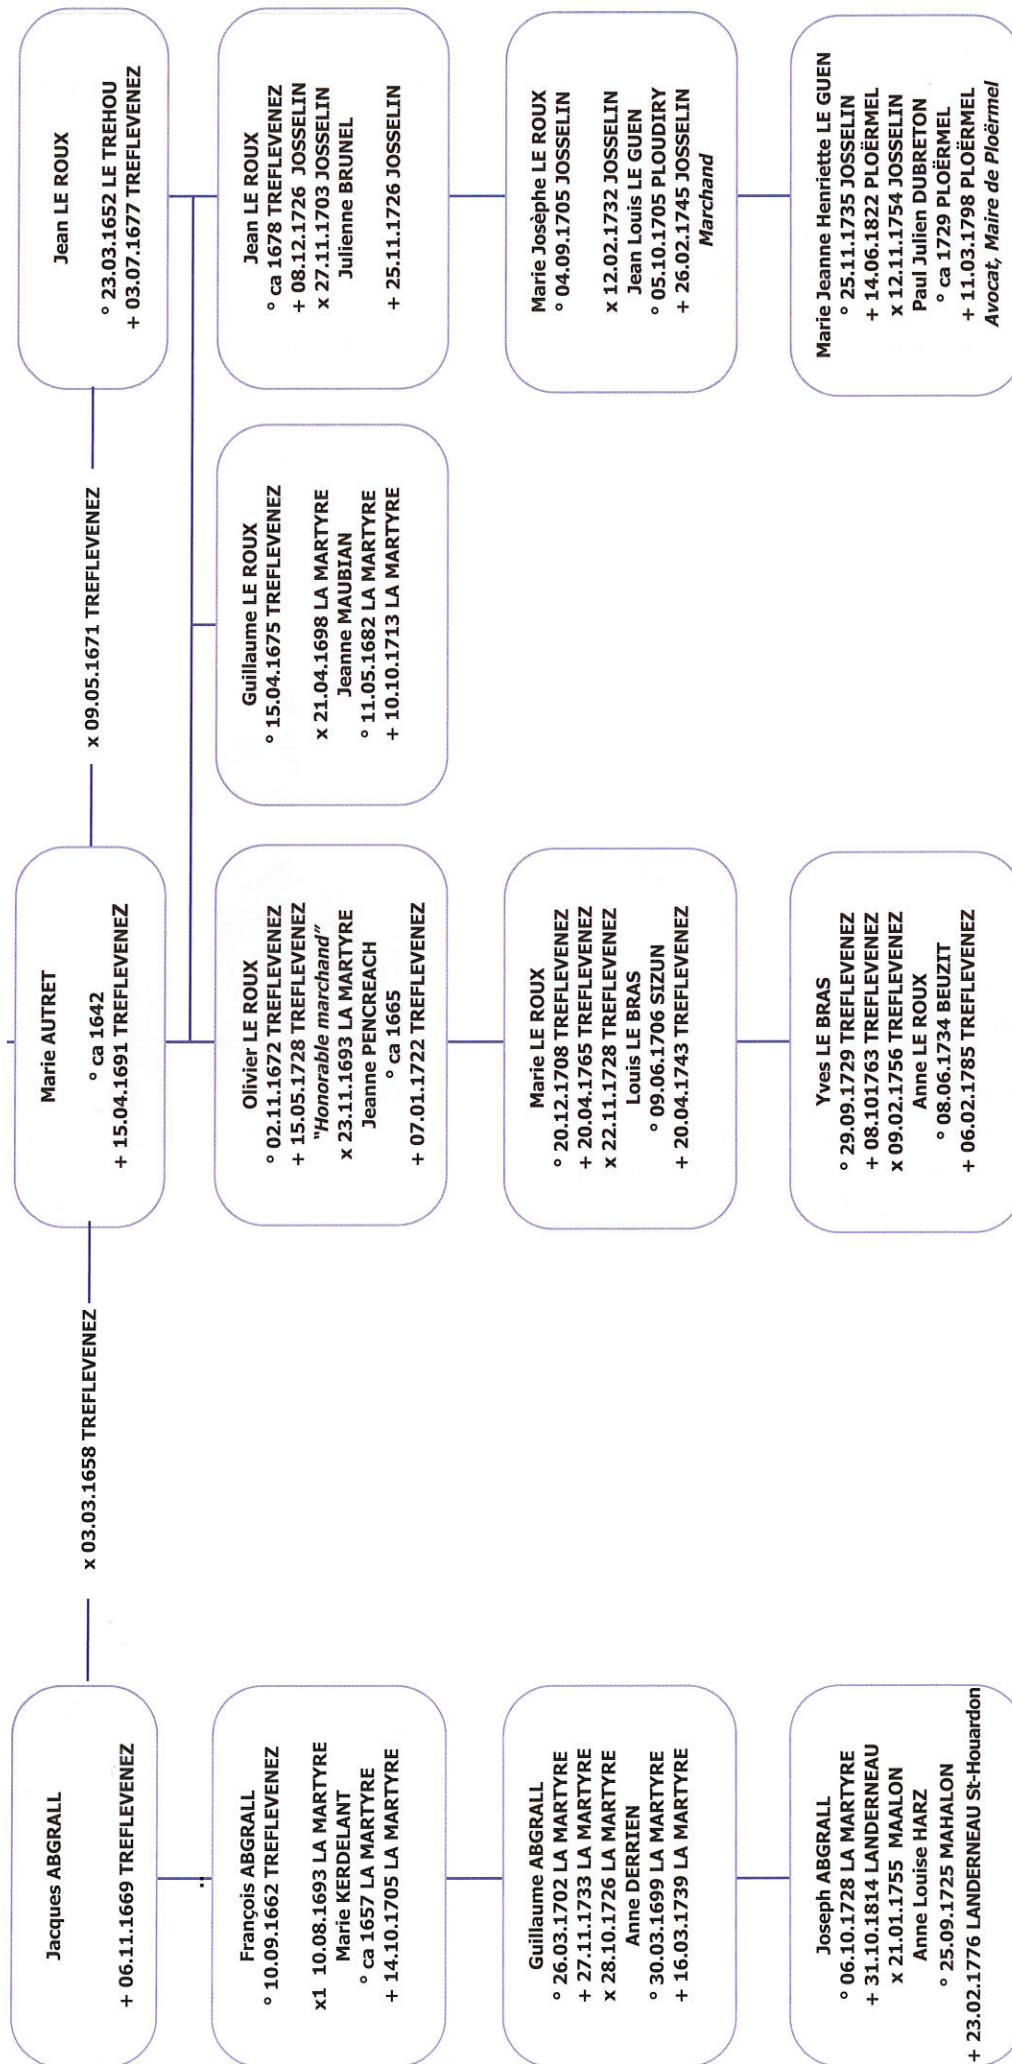 Jacques ABGRALL
+ 06.11.1669 TREFLEVENEZ
x 03.03.1658 TREFLEVENEZ
Marie AUTRET
° ca 1642
+ 15.04.1691 TREFLEVENEZ
x 09.05.1671 TREFLEVENEZ
Jean LE ROUX
° 23.03.1652 LE TREHOU
+ 03.07.1677 TREFLEVENEZ
François ABGRALL
° 10.09.1662 TREFLEVENEZ
x1 10.08.1693 LA MARTYRE
Marie KERDELANT
° ca 1657 LA MARTYRE
+ 14.10.1705 LA MARTYRE
Olivier LE ROUX
° 02.11.1672 TREFLEVENEZ
+ 15.05.1728 TREFLEVENEZ
"Honorable marchand"
x 23.11.1693 LA MARTYRE
Jeanne PENCREACH
° ca 1665
+ 07.01.1722 TREFLEVENEZ
Guillaume LE ROUX
° 15.04.1675 TREFLEVENEZ
x 21.04.1698 LA MARTYRE
Jeanne MAUBIAN
° 11.05.1682 LA MARTYRE
+ 10.10.1713 LA MARTYRE
Jean LE ROUX
° ca 1678 TREFLEVENEZ
+ 08.12.1726 JOSSELIN
x 27.11.1703 JOSSELIN
Julienne BRUNEL
+ 25.11.1726 JOSSELIN
Guillaume ABGRALL
° 26.03.1702 LA MARTYRE
+ 27.11.1733 LA MARTYRE
x 28.10.1726 LA MARTYRE
Anne DERRIEN
° 30.03.1699 LA MARTYRE
+ 16.03.1739 LA MARTYRE
Marie LE ROUX
° 20.12.1708 TREFLEVENEZ
+ 20.04.1765 TREFLEVENEZ
x 22.11.1728 TREFLEVENEZ
Louis LE BRAS
° 09.06.1706 SIZUN
+ 20.04.1743 TREFLEVENEZ
Marie Josèphe LE ROUX
° 04.09.1705 JOSSELIN
x 12.02.1732 JOSSELIN
Jean Louis LE GUEN
° 05.10.1705 PLOUDIRY
+ 26.02.1745 JOSSELIN
Marchand
Joseph ABGRALL
° 06.10.1728 LA MARTYRE
+ 31.10.1814 LANDERNEAU
x 21.01.1755 MAALON
Anne Louise HARZ
° 25.09.1725 MAHALON
+ 23.02.1776 LANDERNEAU St-Houardon
Yves LE BRAS
° 29.09.1729 TREFLEVENEZ
+ 08.101763 TREFLEVENEZ
x 09.02.1756 TREFLEVENEZ
Anne LE ROUX
° 08.06.1734 BEUZIT
+ 06.02.1785 TREFLEVENEZ
Marie Jeanne Henriette LE GUEN
° 25.11.1735 JOSSELIN
+ 14.06.1822 PLOËRMEL
x 12.11.1754 JOSSELIN
Paul Julien DUBRETON
° ca 1729 PLOËRMEL
+ 11.03.1798 PLOËRMEL
Avocat, Maire de Ploërmel